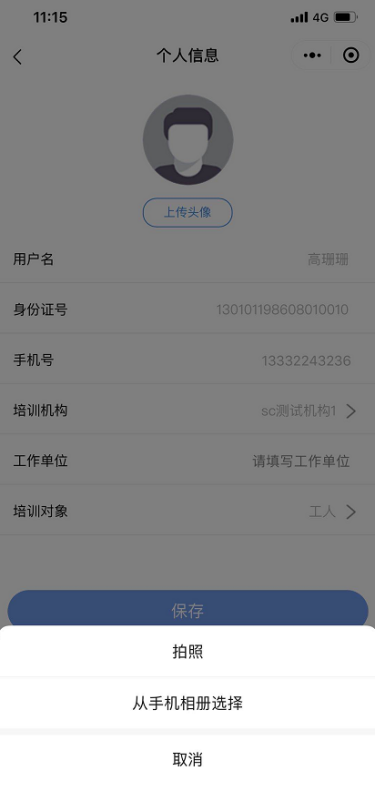 11:15
4G
个人信息
上传头像
用户名 高珊珊
身份证号 130101198608010010
手机号 13332243236
培训机构 sc测试机构1
工作单位 请填写工作单位
培训对象 工人
保存
拍照
从手机相册选择
取消